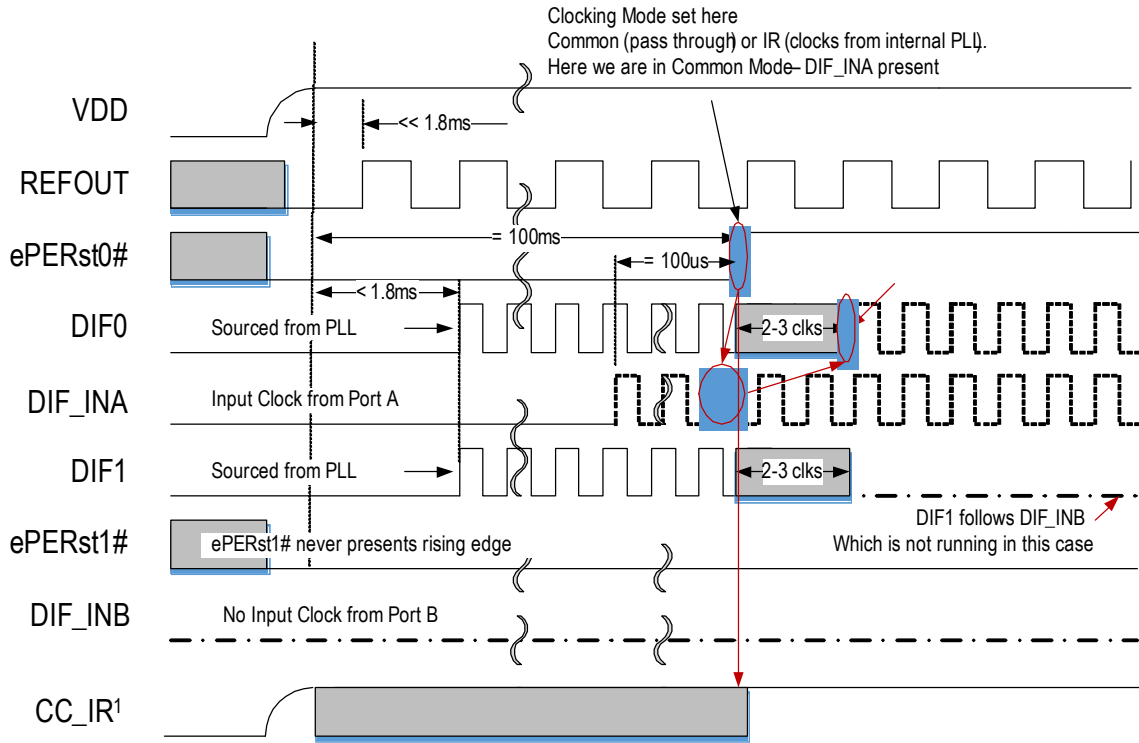 Clocking Mode set here
Common (pass through) or IR (clocks from internal PLL).
Here we are in Common Mode– DIF_INA present
VDD
<< 1.8ms
REFOUT
= 100ms
ePERst0#
= 100us
< 1.8ms
DIF0
Sourced from PLL
2-3 clks
DIF_INA
Input Clock from Port A
DIF1
Sourced from PLL
2-3 clks
DIF1 follows DIF_INB
Which is not running in this case
ePERst1#
ePERst1# never presents rising edge
DIF_INB
No Input Clock from Port B
CC_IR¹